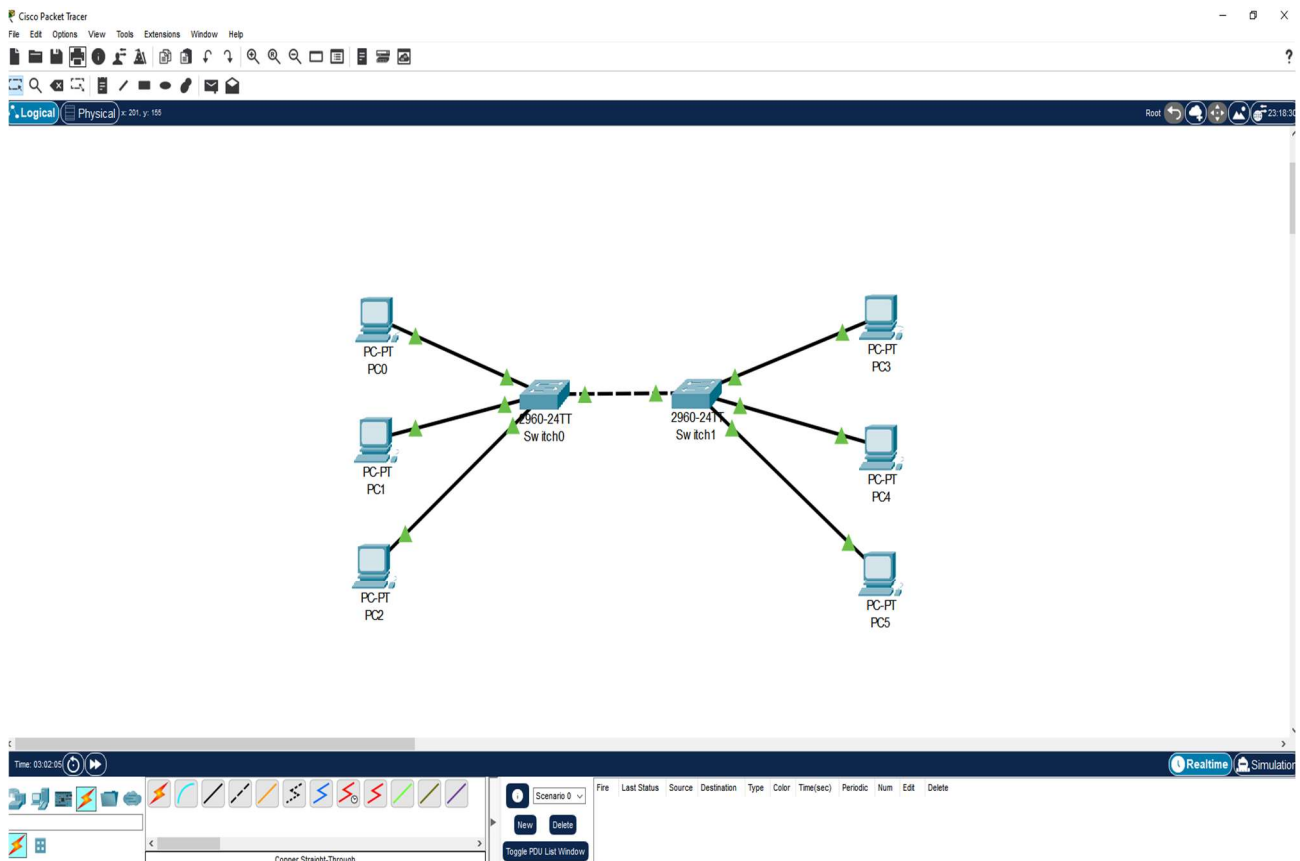 Cisco Packet Tracer
File Edit Options View Tools Extensions Window Help
?
Logical Physical x: 201, y: 155 Root 23:18:30
PC-PT
PC0
PC-PT
PC3
2960-24TT
Switch0
2960-24TT
Switch1
PC-PT
PC1
PC-PT
PC4
PC-PT
PC2
PC-PT
PC5
Time: 03:02:05 Realtime Simulation
Scenario 0 Fire Last Status Source Destination Type Color Time(sec) Periodic Num Edit Delete
New Delete
Toggle PDU List Window
Copper Straight-Through